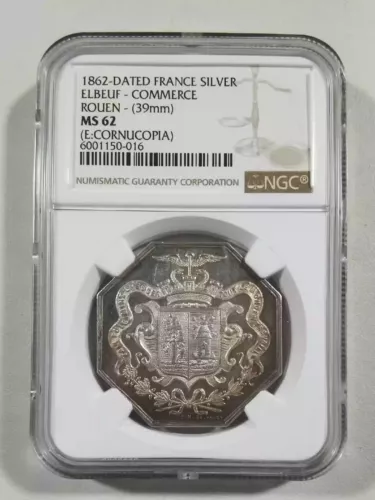 1862-DATED FRANCE SILVER
ELBEUF - COMMERCE
ROUEN - (39mm)
MS 62
(E:CORNUCOPIA)
6001150-016
NUMISMATIC GUARANTY CORPORATION
NGC